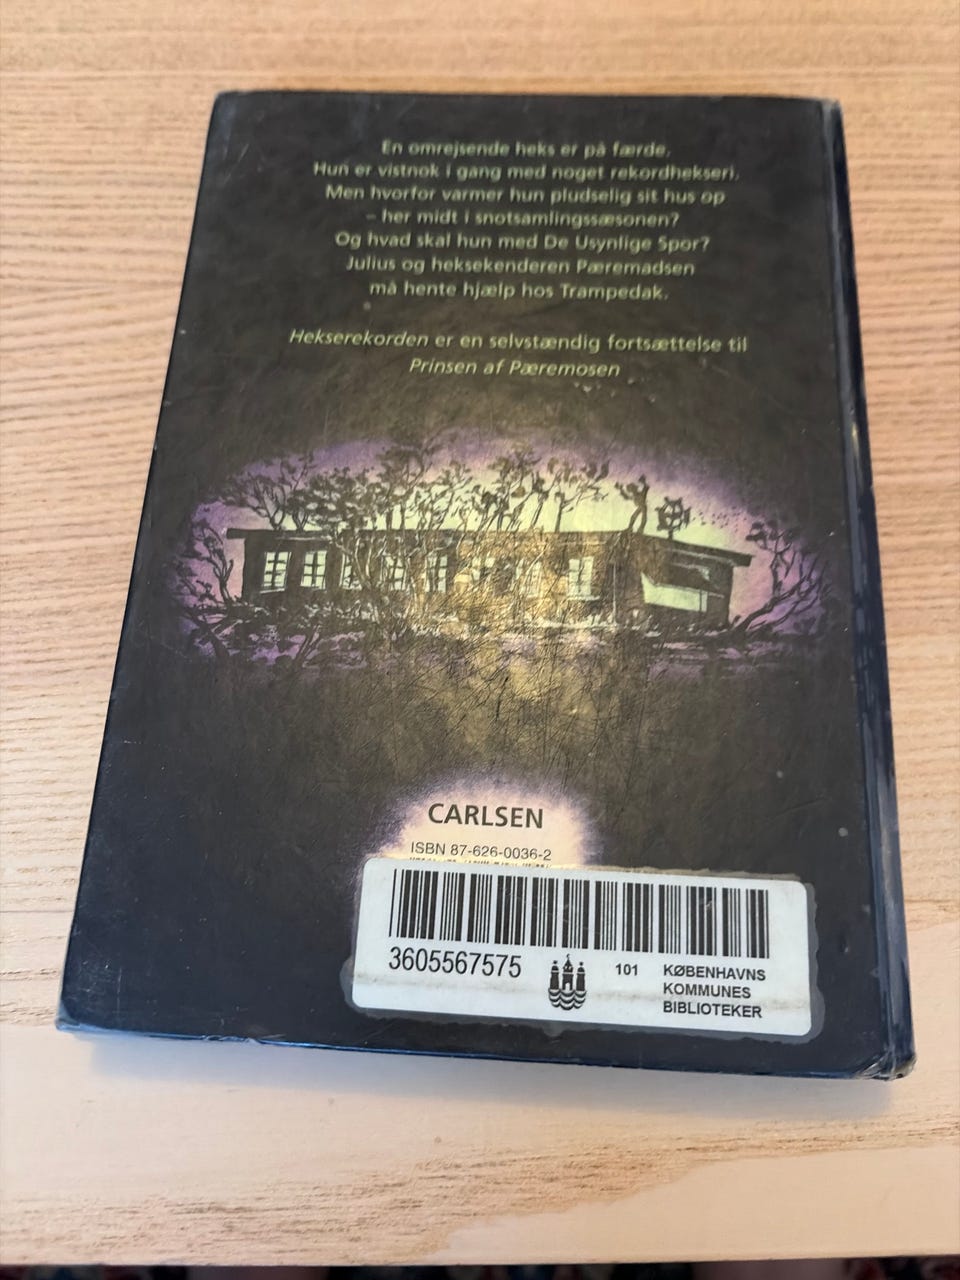 En omrejsende heks er på færde.
Hun er vistnok i gang med noget rekordhekseri.
Men hvorfor varmer hun pludselig sit hus op
– her midt i snotsamlingssæsonen?
Og hvad skal hun med De Usynlige Spor?
Julius og heksekenderen Pæremadsen
må hente hjælp hos Trampedak.
Hekserekorden er en selvstændig fortsættelse til
Prinsen af Pæremosen
CARLSEN
ISBN 87-626-0036-2
3605567575
101
KØBENHAVNS
KOMMUNES
BIBLIOTEKER